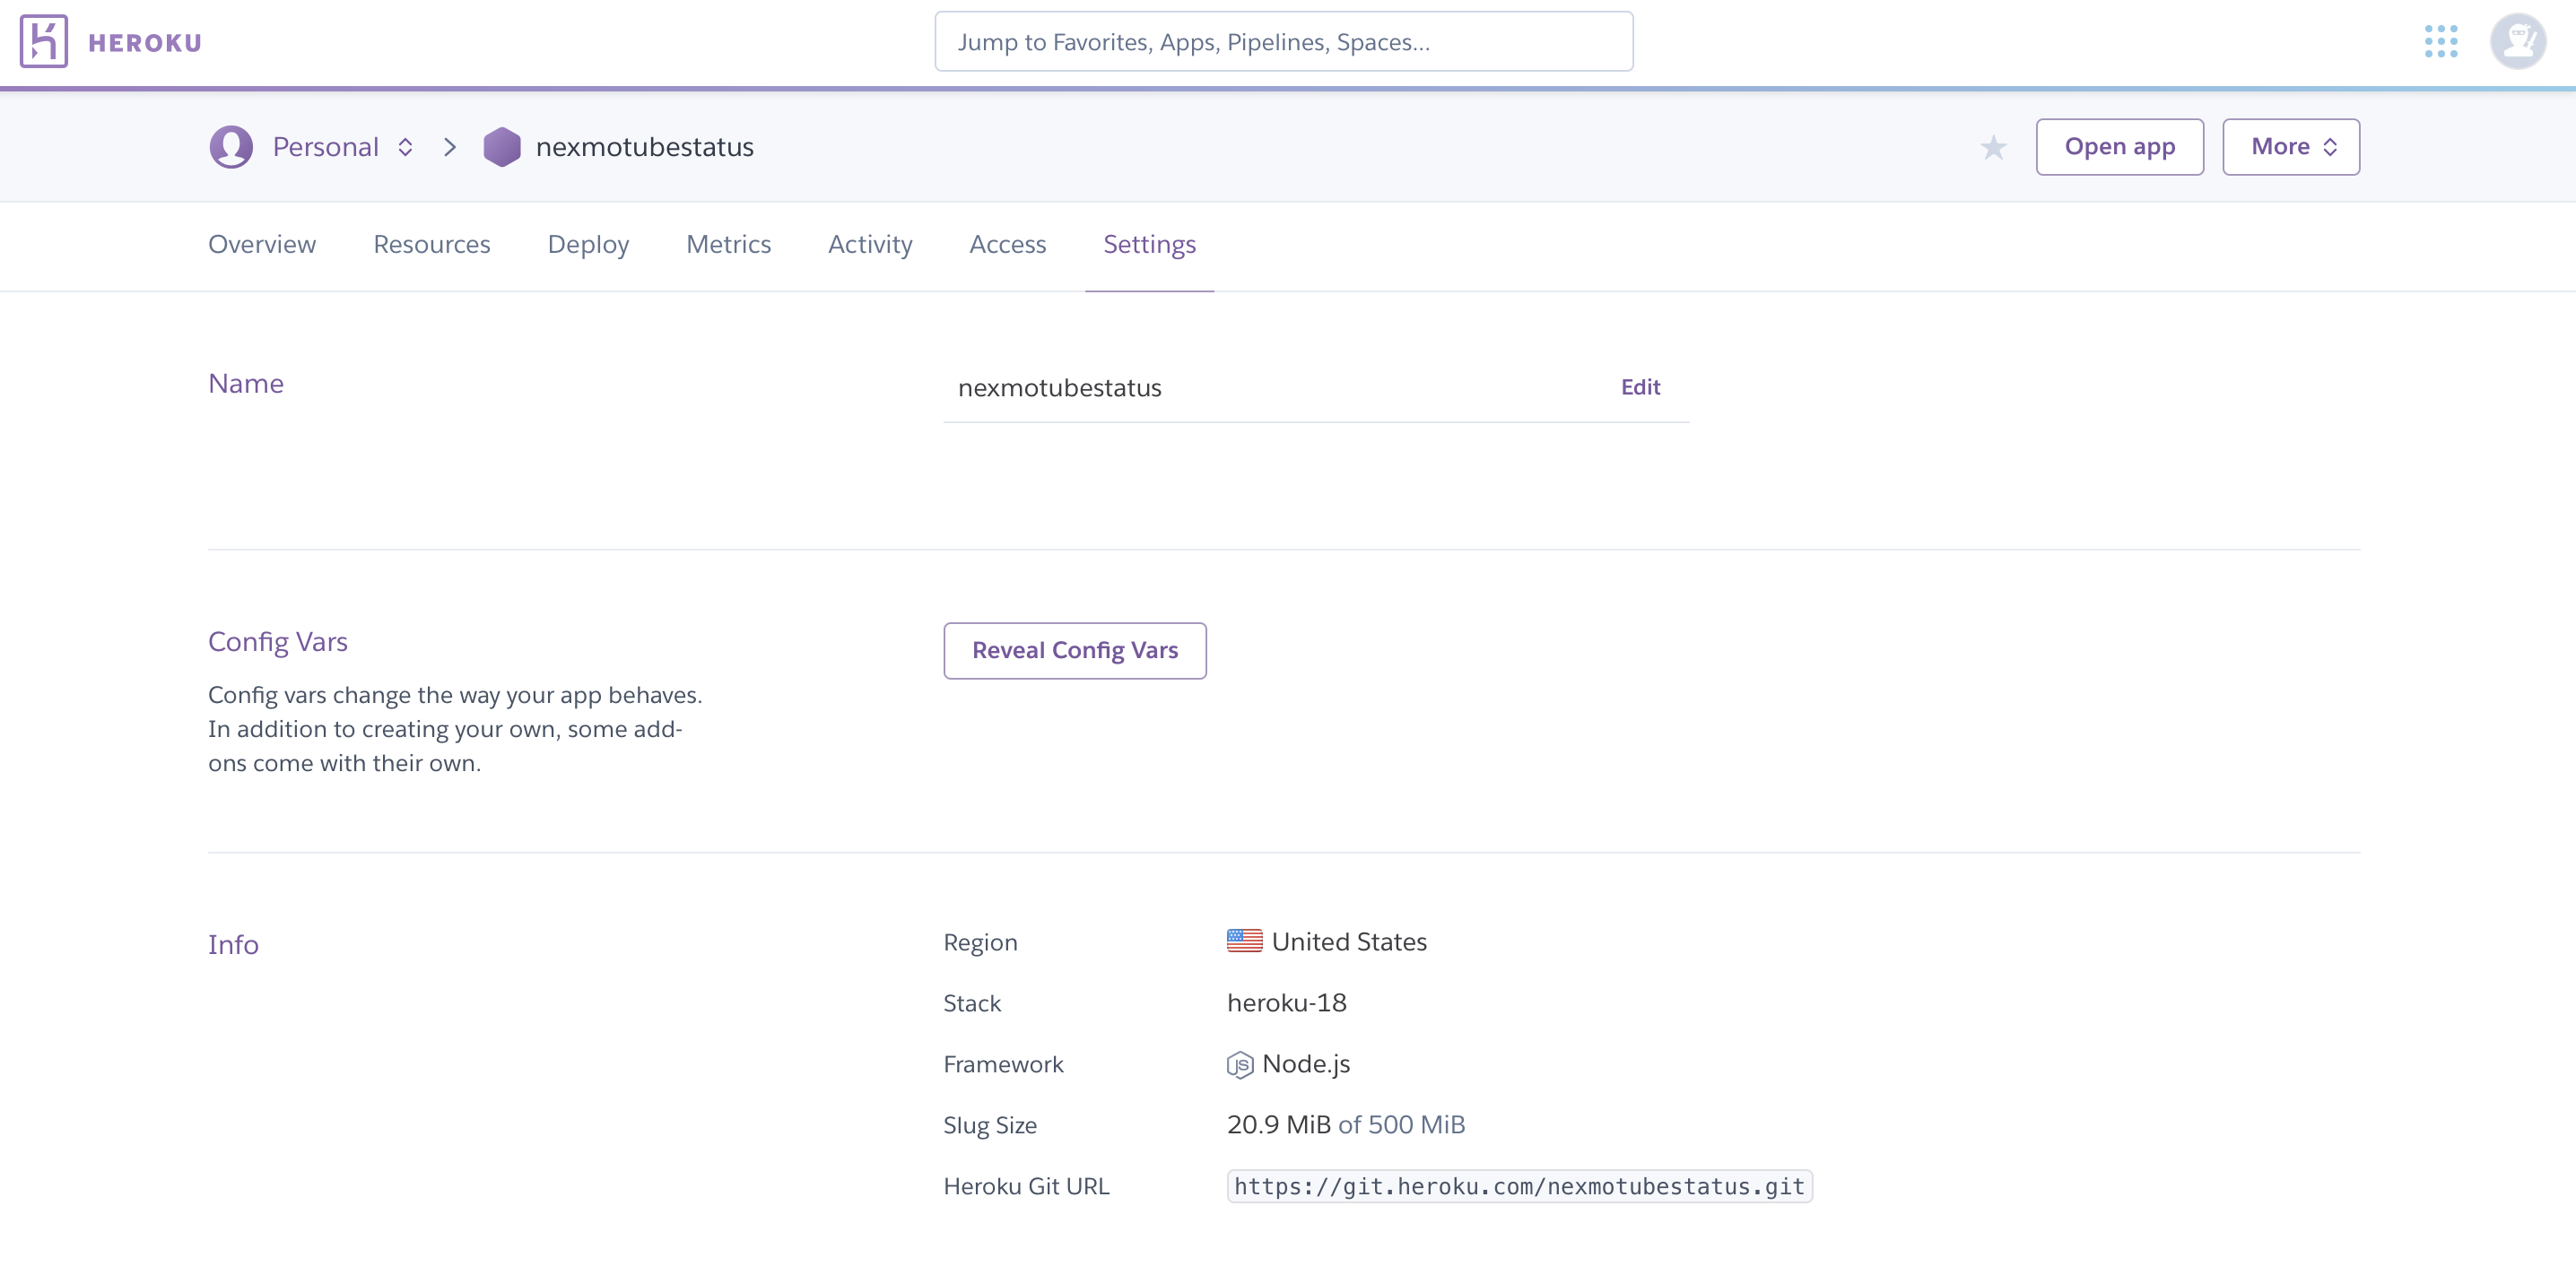 HEROKU
Jump to Favorites, Apps, Pipelines, Spaces...
Personal
nexmotubestatus
Open app
More
Overview
Resources
Deploy
Metrics
Activity
Access
Settings
Name
nexmotubestatus
Edit
Config Vars
Config vars change the way your app behaves.
In addition to creating your own, some add-
ons come with their own.
Reveal Config Vars
Info
Region
United States
Stack
heroku-18
Framework
JS
Node.js
Slug Size
20.9 MiB of 500 MiB
Heroku Git URL
https://git.heroku.com/nexmotubestatus.git